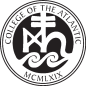 COLLEGE OF THE ATLANTIC
MCMLXIX